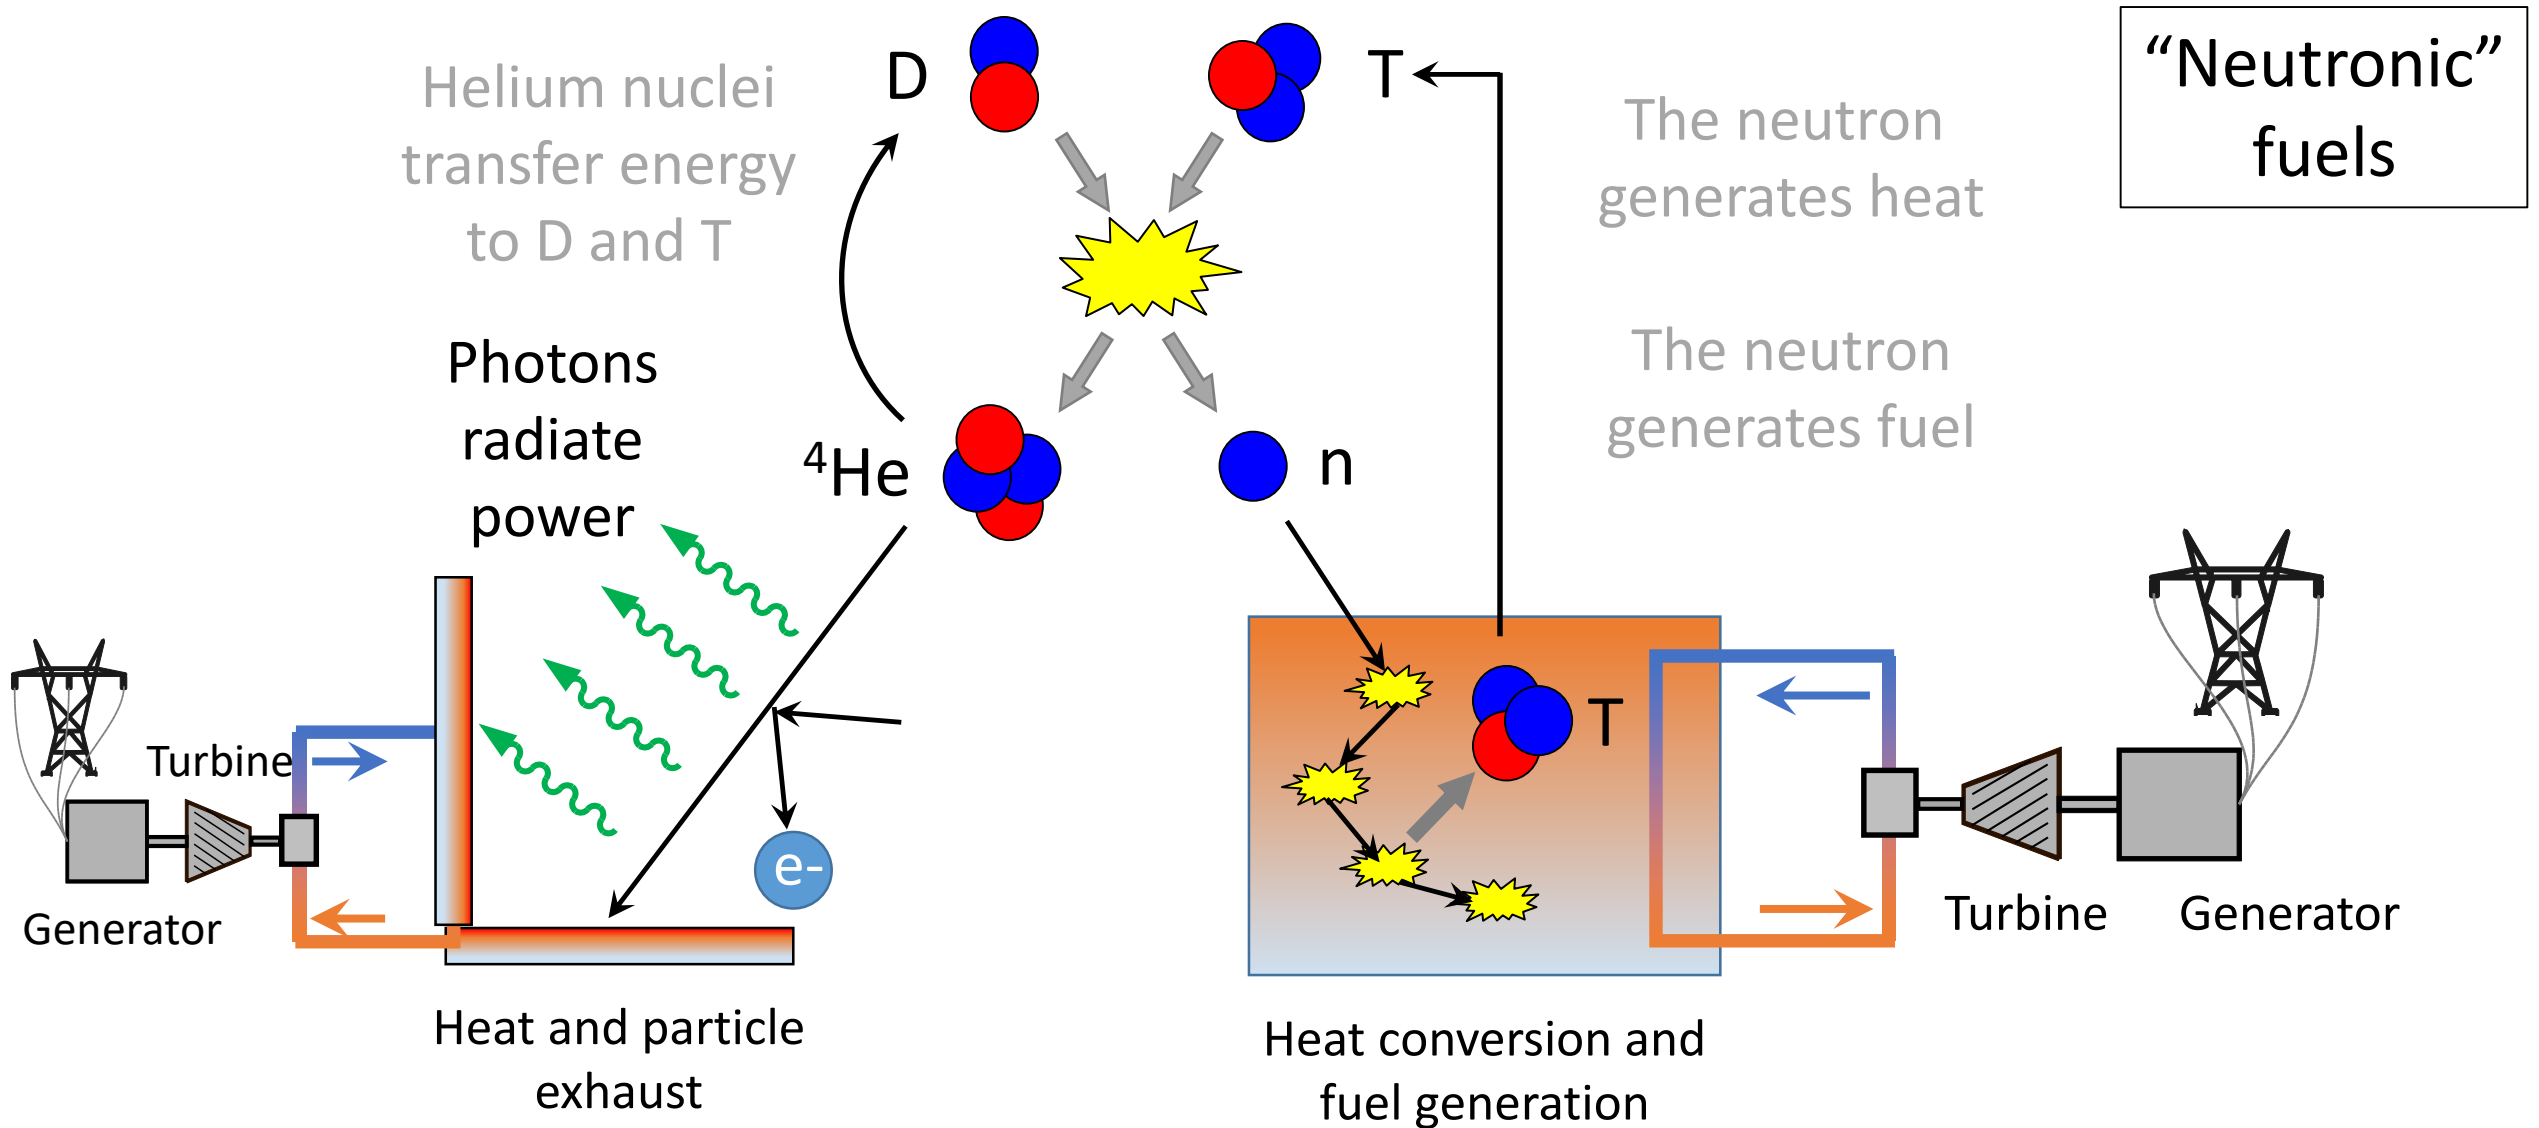 “Neutronic”
fuels
Helium nuclei
transfer energy
to D and T
D
T
The neutron
generates heat
The neutron
generates fuel
Photons
radiate
power
⁴He
n
T
Turbine
Generator
e-
Turbine
Generator
Heat and particle
exhaust
Heat conversion and
fuel generation